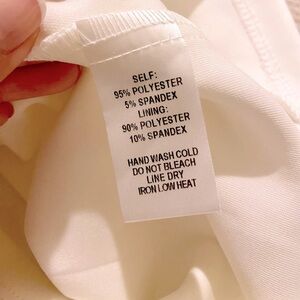 SELF:
95% POLYESTER
5% SPANDEX
LINING:
90% POLYESTER
10% SPANDEX
HAND WASH COLD
DO NOT BLEACH
LINE DRY
IRON LOW HEAT